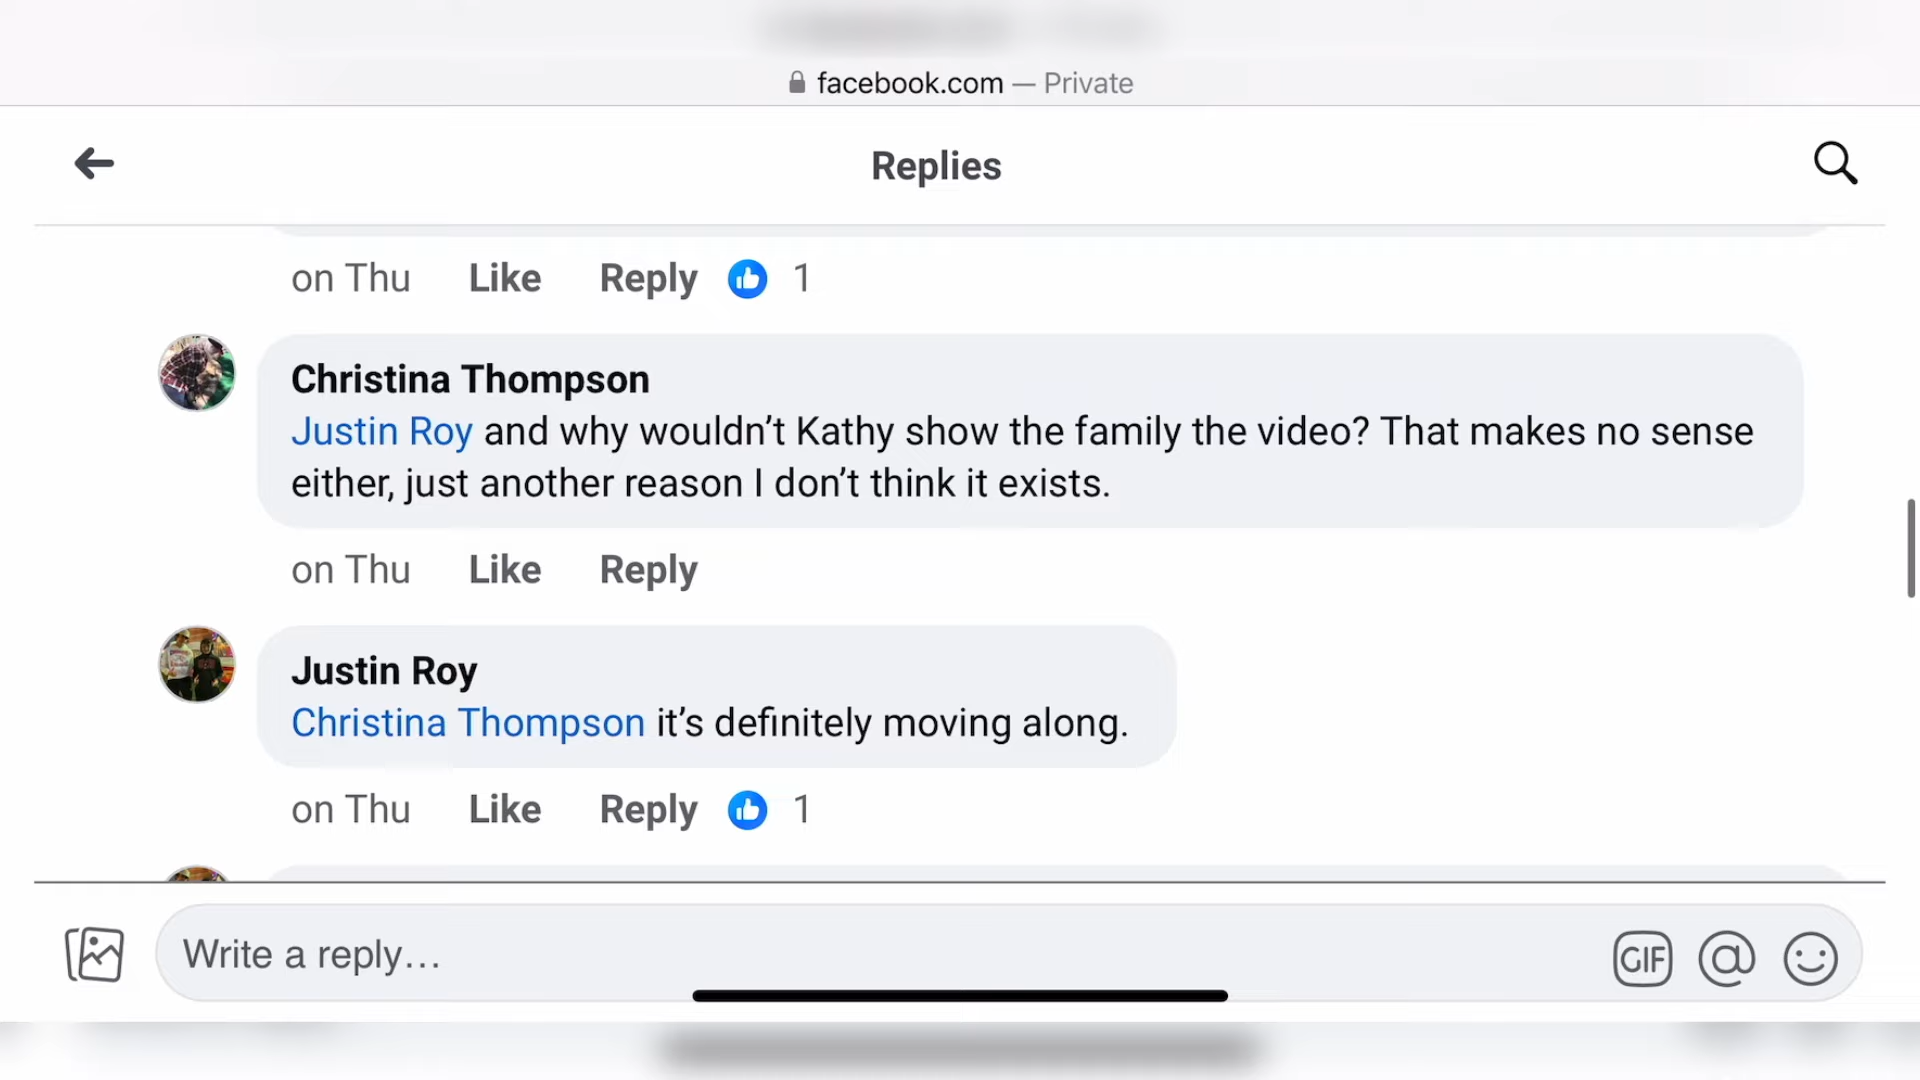 facebook.com — Private
Replies
on Thu Like Reply 1
Christina Thompson
Justin Roy and why wouldn’t Kathy show the family the video? That makes no sense
either, just another reason I don’t think it exists.
on Thu Like Reply
Justin Roy
Christina Thompson it’s definitely moving along.
on Thu Like Reply 1
Write a reply…
GIF @